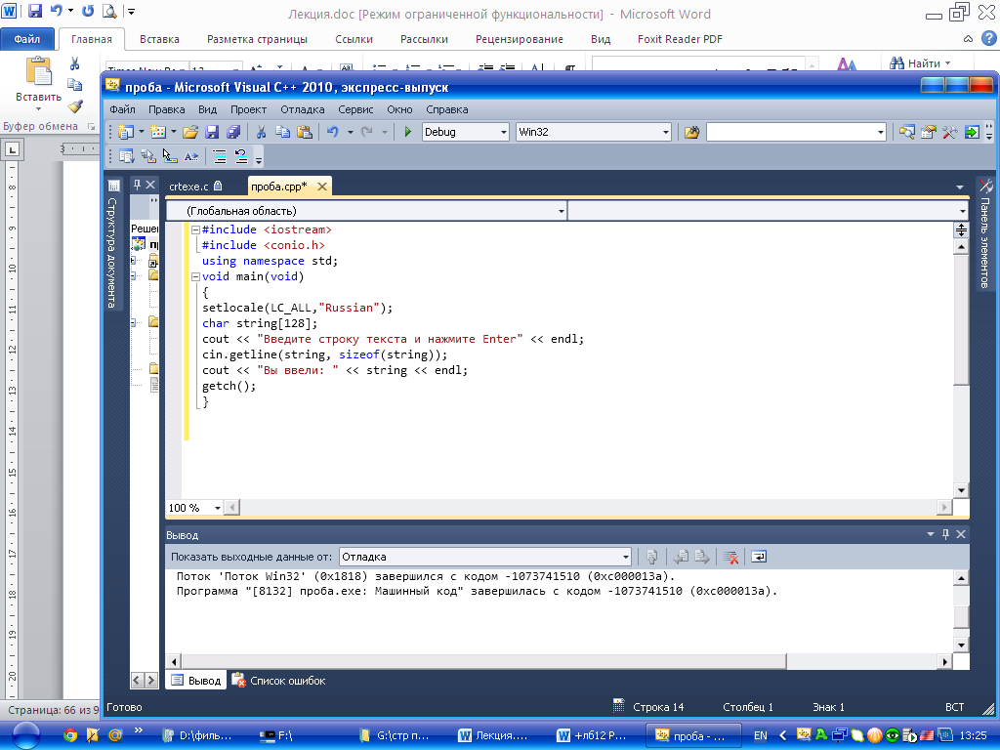 Лекция.doc [Режим ограниченной функциональности] - Microsoft Word
Файл Главная Вставка Разметка страницы Ссылки Рассылки Рецензирование Вид Foxit Reader PDF
Вставить
Найти
Буфер обмена
проба - Microsoft Visual C++ 2010, экспресс-выпуск
Файл Правка Вид Проект Отладка Сервис Окно Справка
Debug Win32
crtexe.c проба.cpp*
Структура документа
Панель элементов
(Глобальная область)
#include <iostream>
#include <conio.h>
using namespace std;
void main(void)
{
setlocale(LC_ALL,"Russian");
char string[128];
cout << "Введите строку текста и нажмите Enter" << endl;
cin.getline(string, sizeof(string));
cout << "Вы ввели: " << string << endl;
getch();
}
100 %
Вывод
Показать выходные данные от: Отладка
Поток 'Поток Win32' (0x1818) завершился с кодом -1073741510 (0xc000013a).
Программа "[8132] проба.exe: Машинный код" завершилась с кодом -1073741510 (0xc000013a).
Вывод Список ошибок
Готово Строка 14 Столбец 1 Знак 1 ВСТ
Страница: 66 из 9
D:\филь... F:\ G:\стр п... Лекция.... +лб12 Р... проба - ... EN 13:25